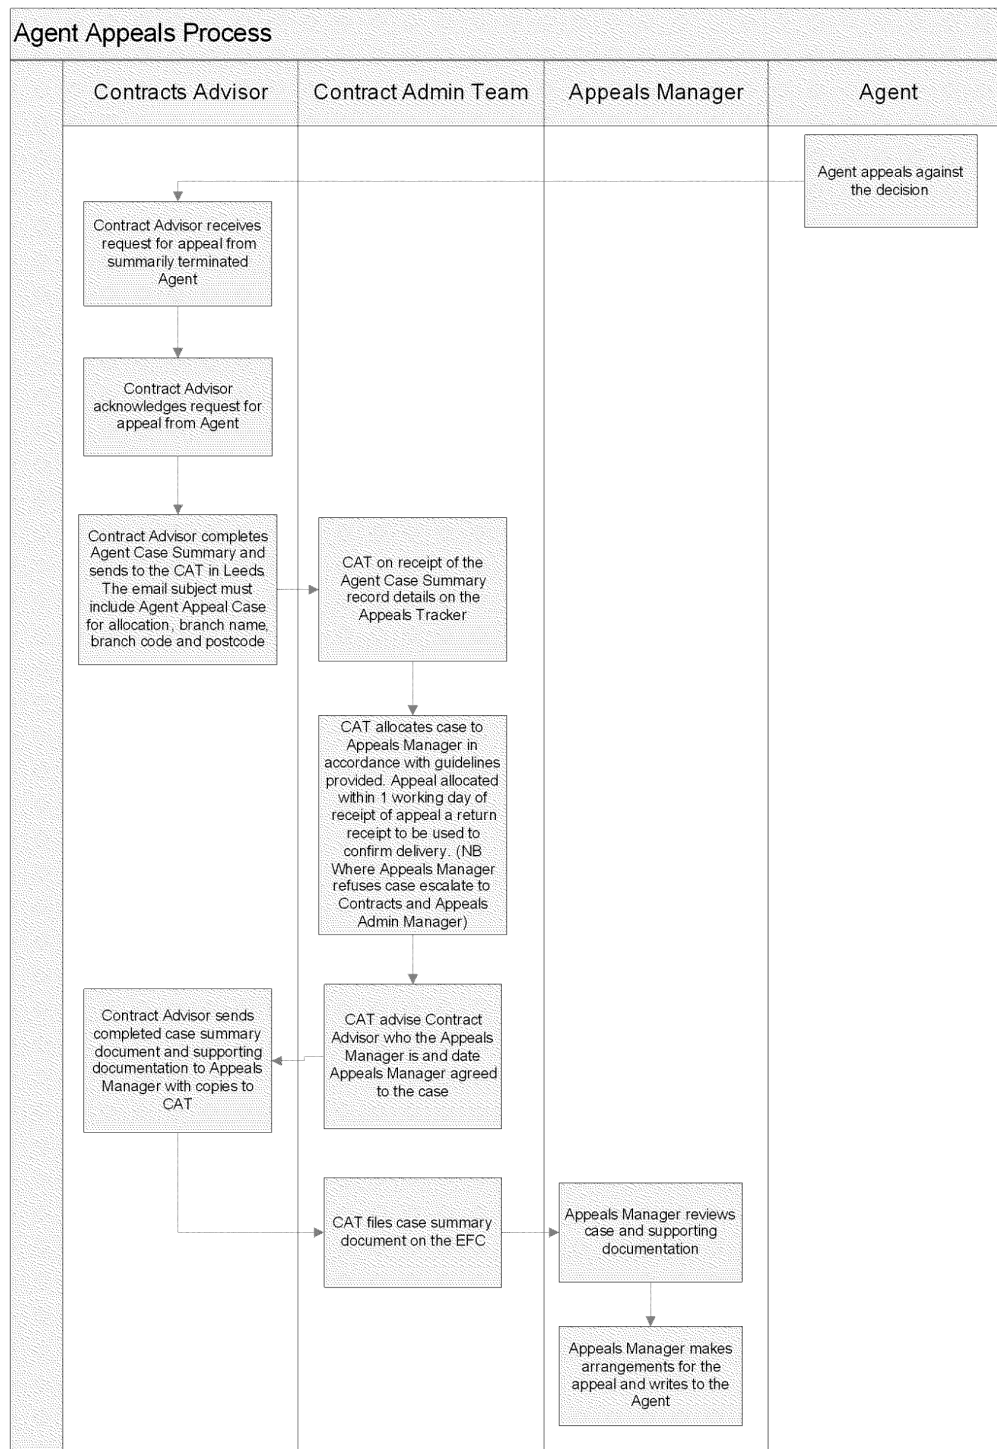 Agent Appeals Process
Contracts Advisor
Contract Admin Team
Appeals Manager
Agent
Agent appeals against
the decision
Contract Advisor receives
request for appeal from
summarily terminated
Agent
Contract Advisor
acknowledges request for
appeal from Agent
Contract Advisor completes
Agent Case Summary and
sends to the CAT in Leeds.
The email subject must
include Agent Appeal Case
for allocation, branch name,
branch code and postcode
CAT on receipt of the
Agent Case Summary
record details on the
Appeals Tracker
CAT allocates case to
Appeals Manager in
accordance with guidelines
provided. Appeal allocated
within 1 working day of
receipt of appeal a return
receipt to be used to
confirm delivery. (NB
Where Appeals Manager
refuses case escalate to
Contracts and Appeals
Admin Manager)
CAT advise Contract
Advisor who the Appeals
Manager is and date
Appeals Manager agreed
to the case
Contract Advisor sends
completed case summary
document and supporting
documentation to Appeals
Manager with copies to
CAT
CAT files case summary
document on the EFC
Appeals Manager reviews
case and supporting
documentation
Appeals Manager makes
arrangements for the
appeal and writes to the
Agent